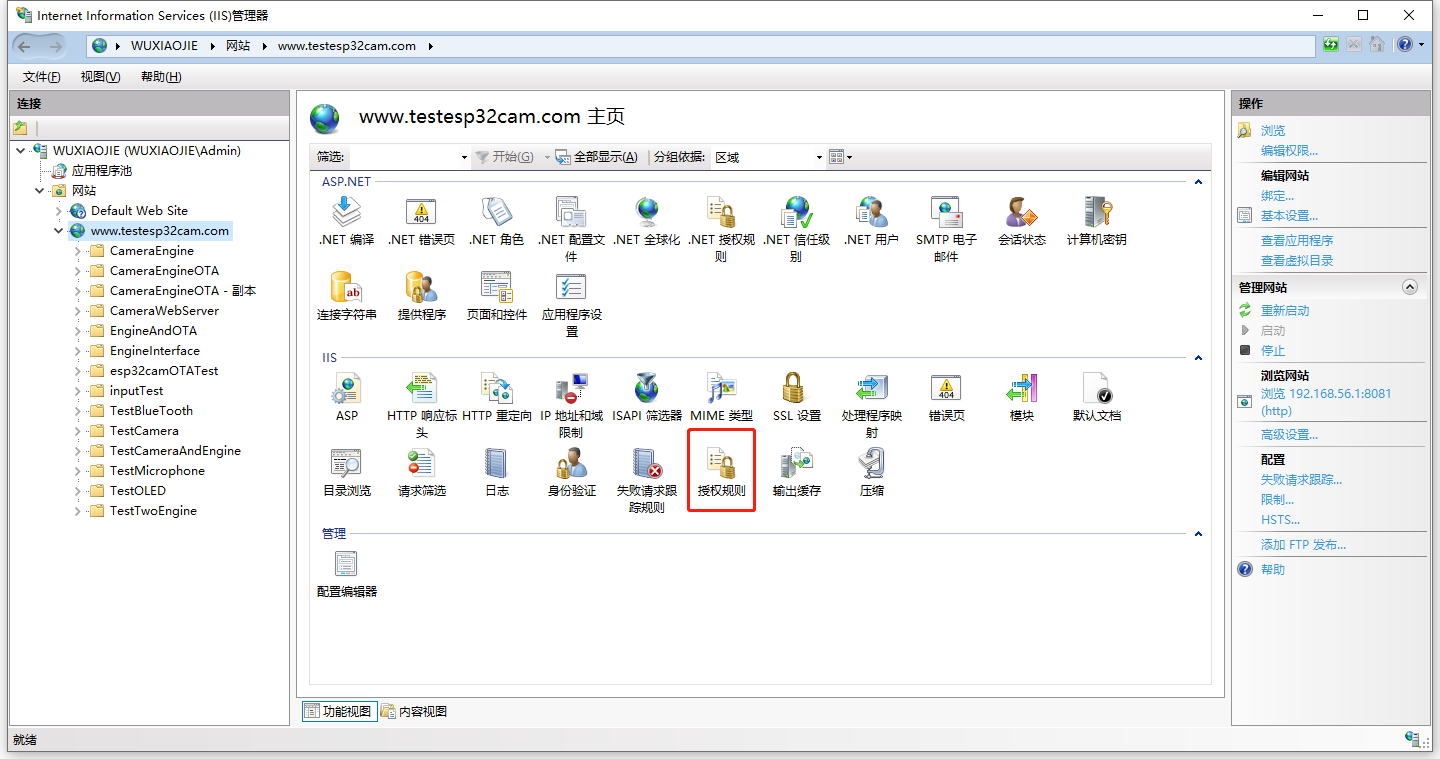 Internet Information Services (IIS)管理器
WUXIAOJIE 网站 www.testesp32cam.com
文件(F) 视图(V) 帮助(H)
连接
WUXIAOJIE (WUXIAOJIE\Admin)
应用程序池
网站
Default Web Site
www.testesp32cam.com
CameraEngine
CameraEngineOTA
CameraEngineOTA - 副本
CameraWebServer
EngineAndOTA
EngineInterface
esp32camOTATest
inputTest
TestBlueTooth
TestCamera
TestCameraAndEngine
TestMicrophone
TestOLED
TestTwoEngine
www.testesp32cam.com 主页
筛选: 开始(G) 全部显示(A) 分组依据: 区域
ASP.NET
.NET 编译
.NET 错误页
.NET 角色
.NET 配置文
件
.NET 全球化
.NET 授权规
则
.NET 信任级
别
.NET 用户
SMTP 电子
邮件
会话状态
计算机密钥
连接字符串
提供程序
页面和控件
应用程序设
置
IIS
ASP
HTTP 响应标
头
HTTP 重定向
IP 地址和域
限制
ISAPI 筛选器
MIME 类型
SSL 设置
处理程序映
射
错误页
模块
默认文档
目录浏览
请求筛选
日志
身份验证
失败请求跟
踪规则
授权规则
输出缓存
压缩
管理
配置编辑器
功能视图
内容视图
操作
浏览
编辑权限...
编辑网站
绑定...
基本设置...
查看应用程序
查看虚拟目录
管理网站
重新启动
启动
停止
浏览网站
浏览 192.168.56.1:8081
(http)
高级设置...
配置
失败请求跟踪...
限制...
HSTS...
添加 FTP 发布...
帮助
就绪